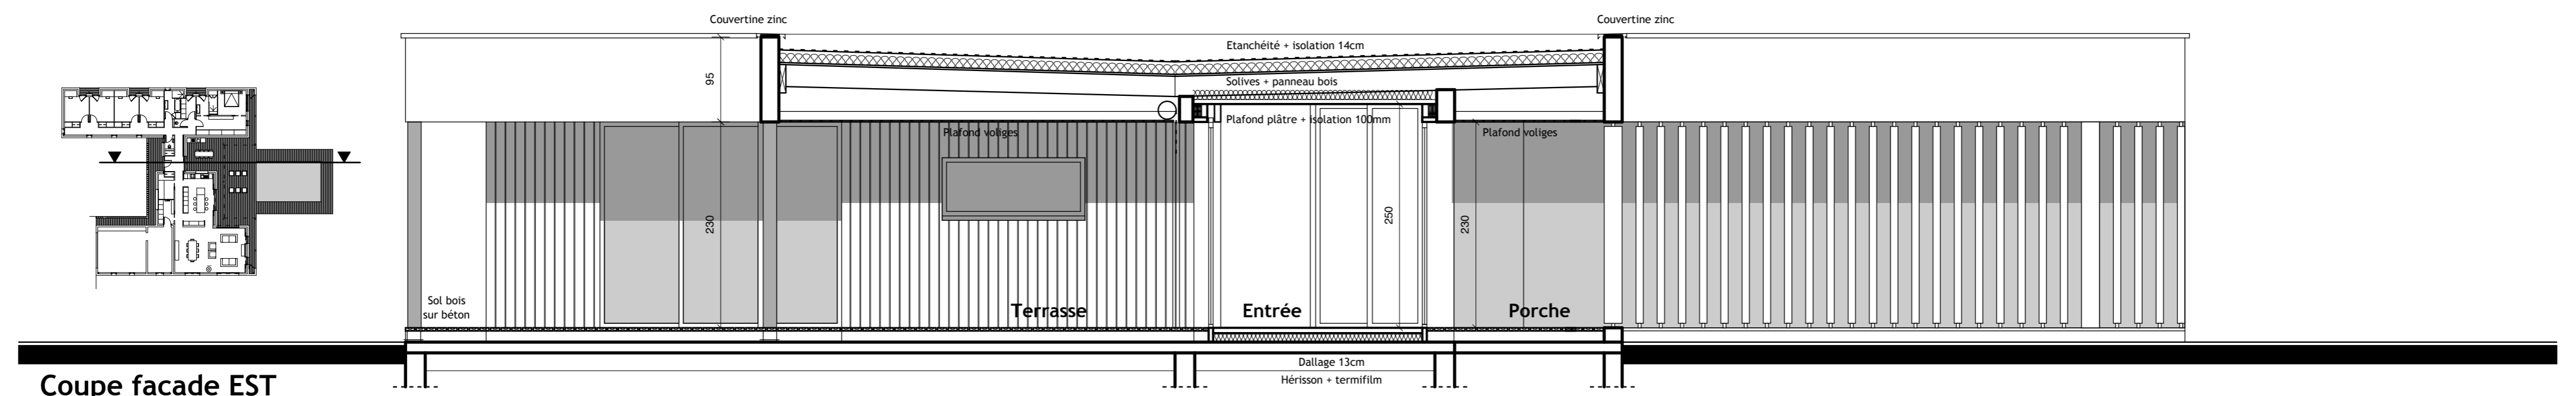 Couvertine zinc
Couvertine zinc
Etanchéité + isolation 14cm
95
Solives + panneau bois
Plafond voliges
Plafond plâtre + isolation 100mm
Plafond voliges
230
250
230
Sol bois
sur béton
Terrasse
Entrée
Porche
Dallage 13cm
Hérisson + termifilm
Coupe facade EST